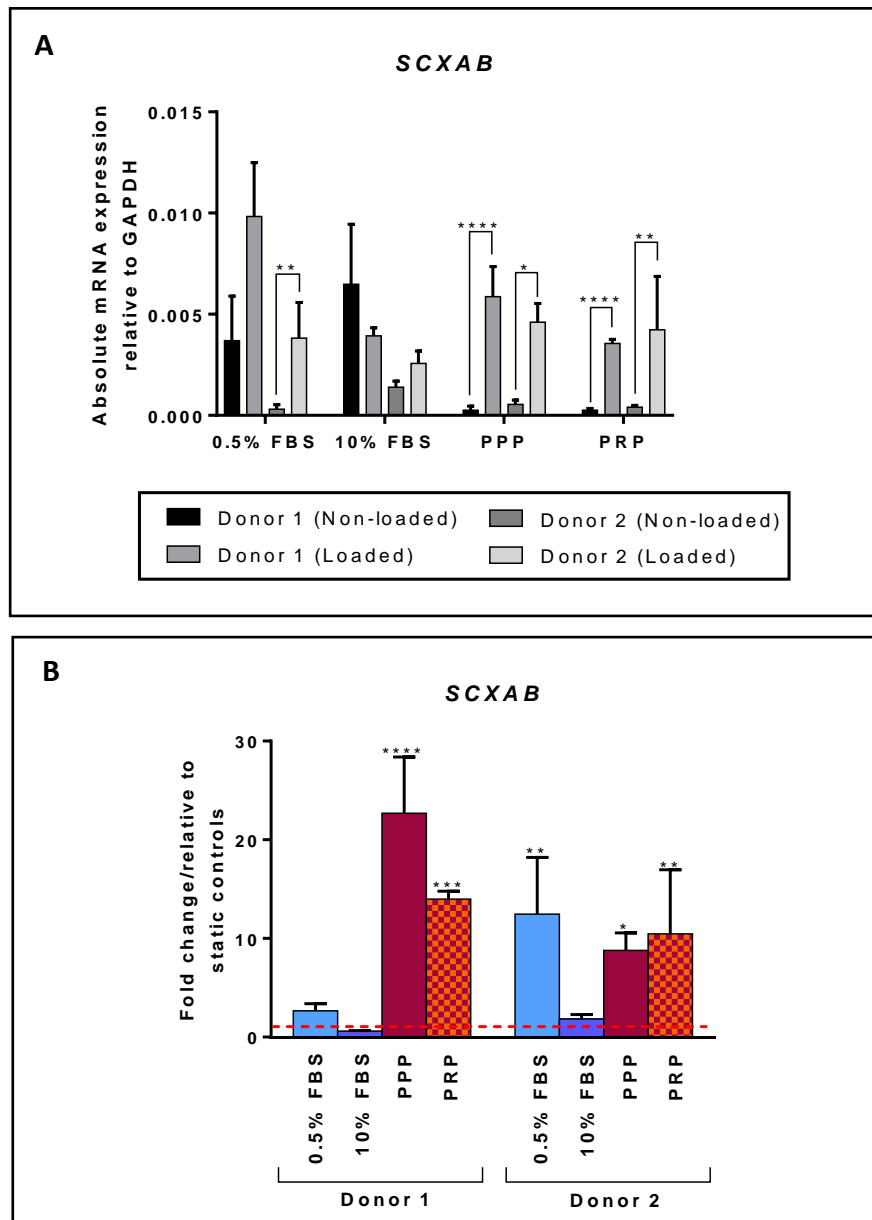 A
SCXAB
Absolute mRNA expression
relative to GAPDH
0.015
0.010
0.005
0.000
**
****
*
****
**
0.5% FBS
10% FBS
PPP
PRP
Donor 1 (Non-loaded)
Donor 2 (Non-loaded)
Donor 1 (Loaded)
Donor 2 (Loaded)
B
SCXAB
Fold change/relative to
static controls
30
20
10
0
****
***
**
*
**
0.5% FBS
10% FBS
PPP
PRP
0.5% FBS
10% FBS
PPP
PRP
Donor 1
Donor 2